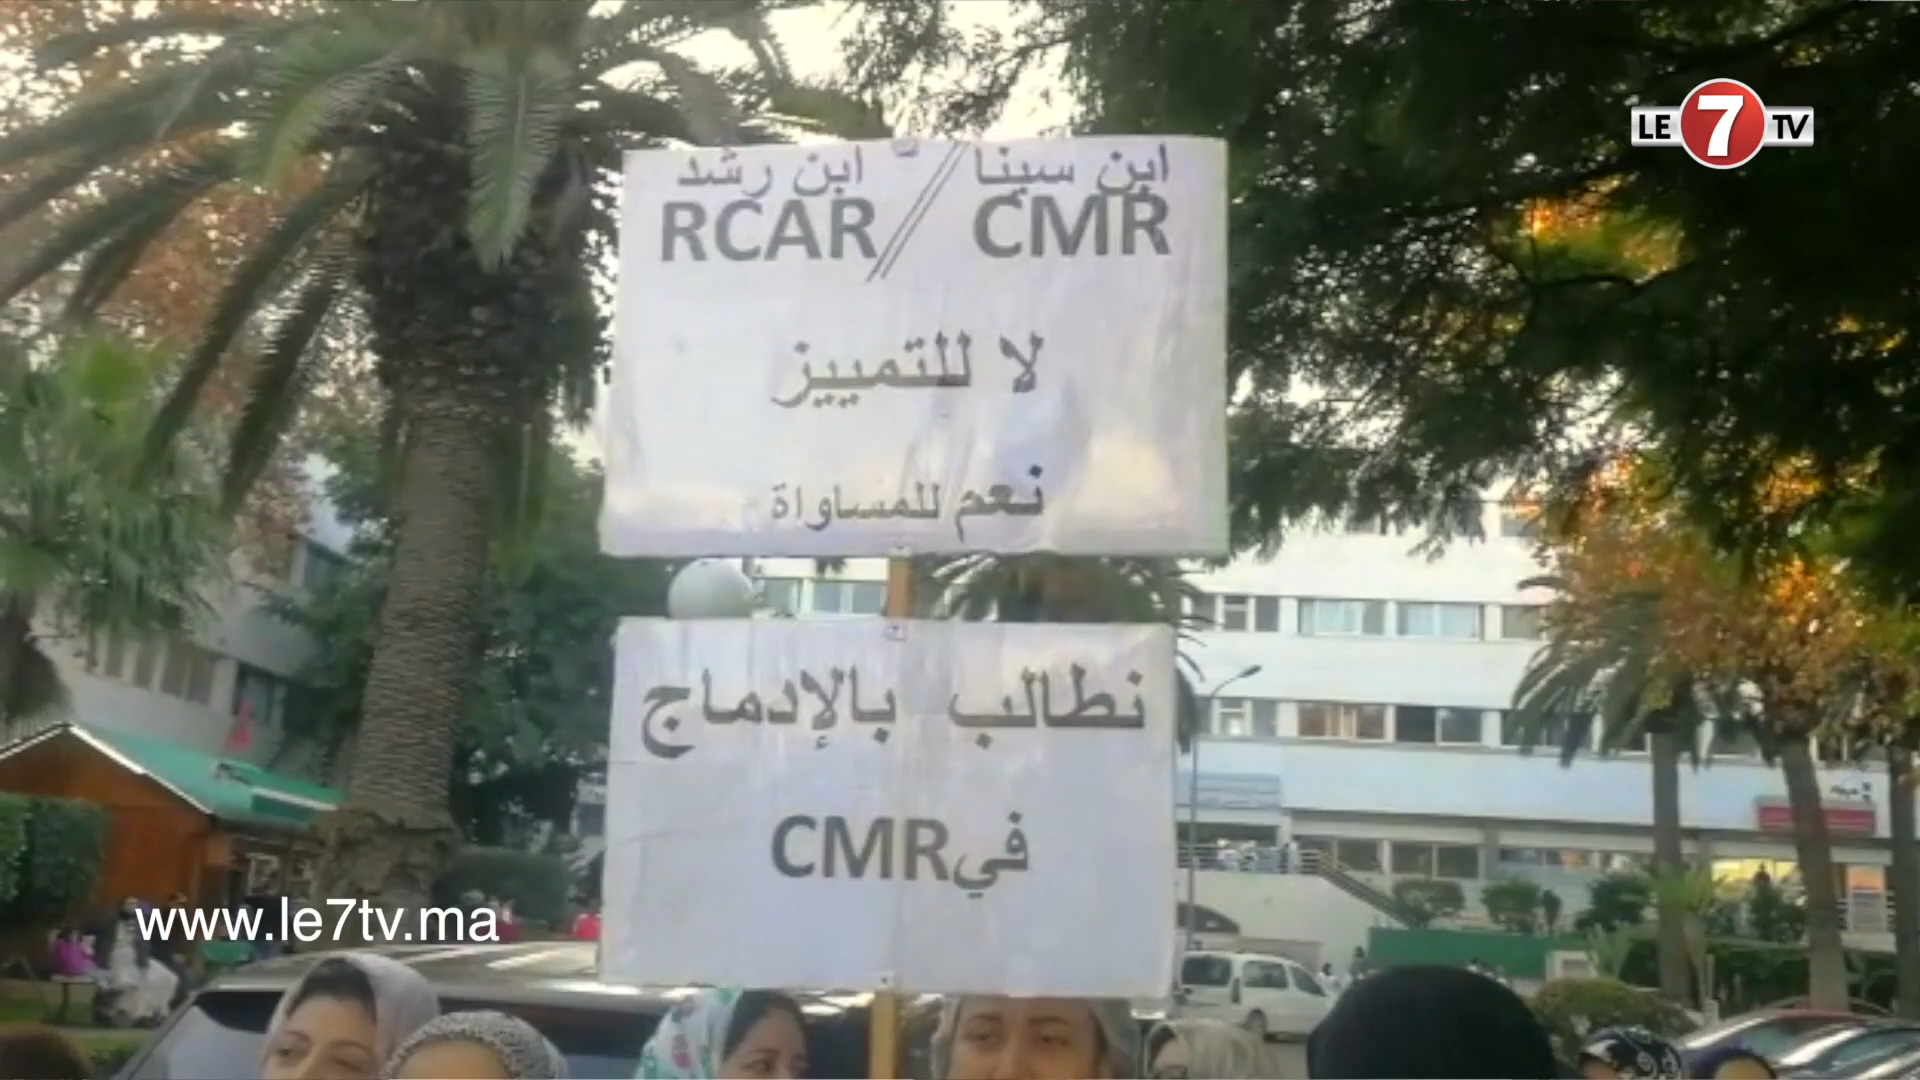 LE 7 TV
ابن سينا // ابن رشد
RCAR // CMR
لا للتمييز
نعم للمساواة
نطالب بالإدماج
في CMR
www.le7tv.ma